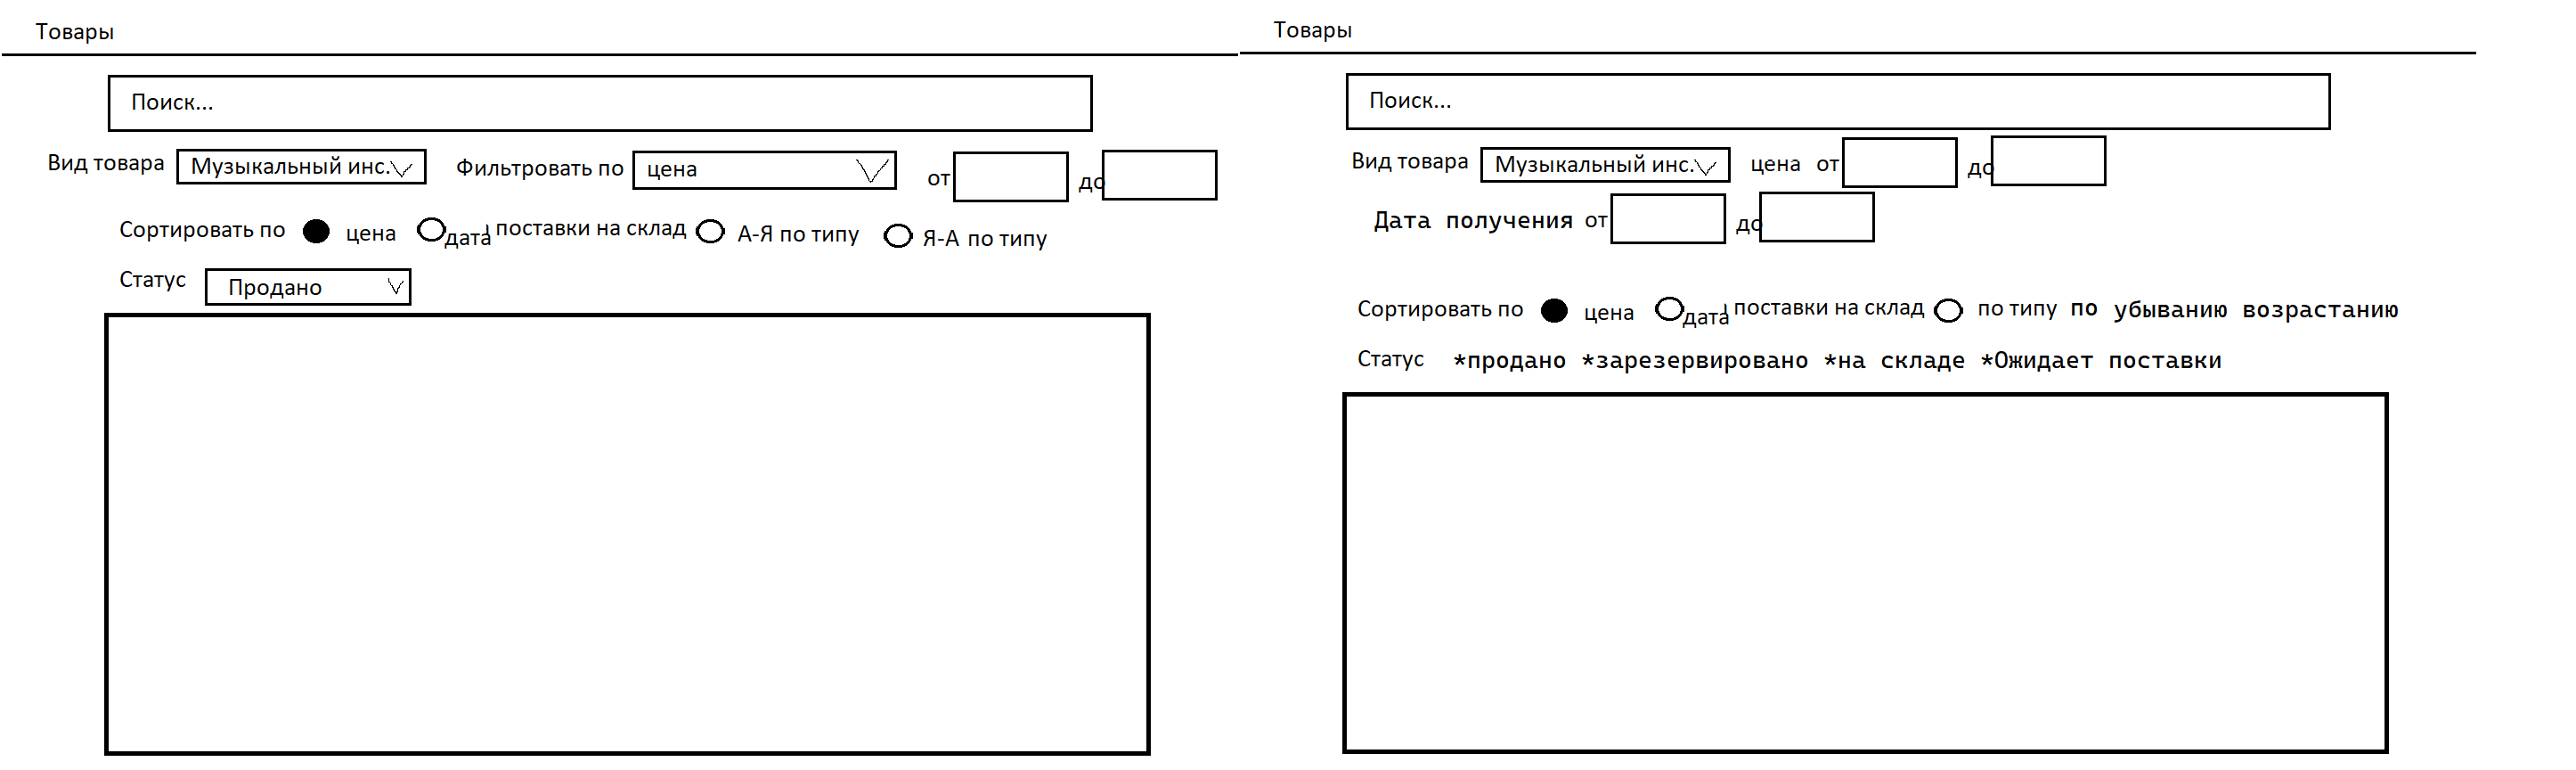 Товары
Поиск...
Вид товара Музыкальный инс. Фильтровать по цена от до
Сортировать по цена дата поставки на склад А-Я по типу Я-А по типу
Статус Продано
Товары
Поиск...
Вид товара Музыкальный инс. цена от до
Дата получения от до
Сортировать по цена дата поставки на склад по типу по убыванию возрастанию
Статус *продано *зарезервировано *на складе *Ожидает поставки